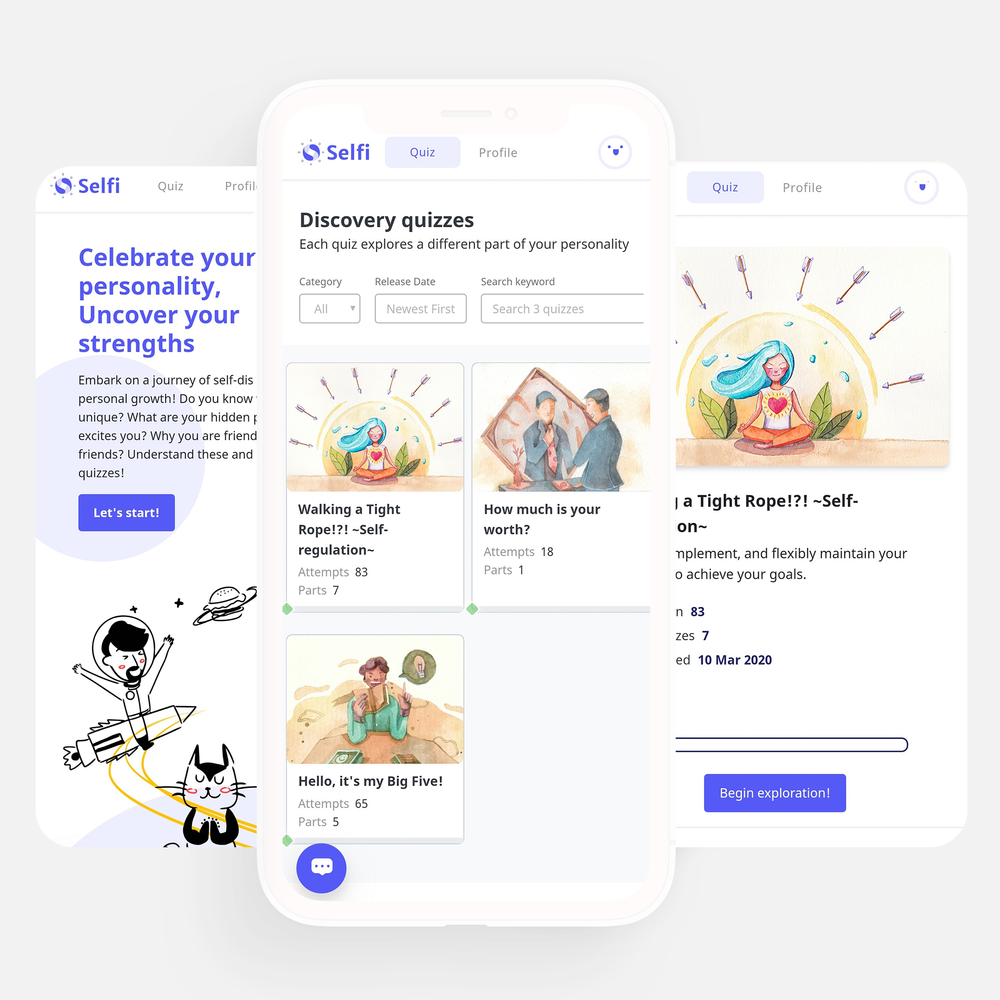 Selfi
Quiz
Profil
Celebrate your
personality,
Uncover your
strengths
Embark on a journey of self-dis
personal growth! Do you know
unique? What are your hidden
excites you? Why you are friend
friends? Understand these and
quizzes!
Let's start!
Selfi
Quiz
Profile
Discovery quizzes
Each quiz explores a different part of your personality
Category
Release Date
Search keyword
All
Newest First
Search 3 quizzes
Walking a Tight
Rope!?! ~Self-
regulation~
Attempts 83
Parts 7
How much is your
worth?
Attempts 18
Parts 1
Hello, it's my Big Five!
Attempts 65
Parts 5
Quiz
Profile
g a Tight Rope!?! ~Self-
on~
mplement, and flexibly maintain your
o achieve your goals.
n 83
zes 7
ed 10 Mar 2020
Begin exploration!